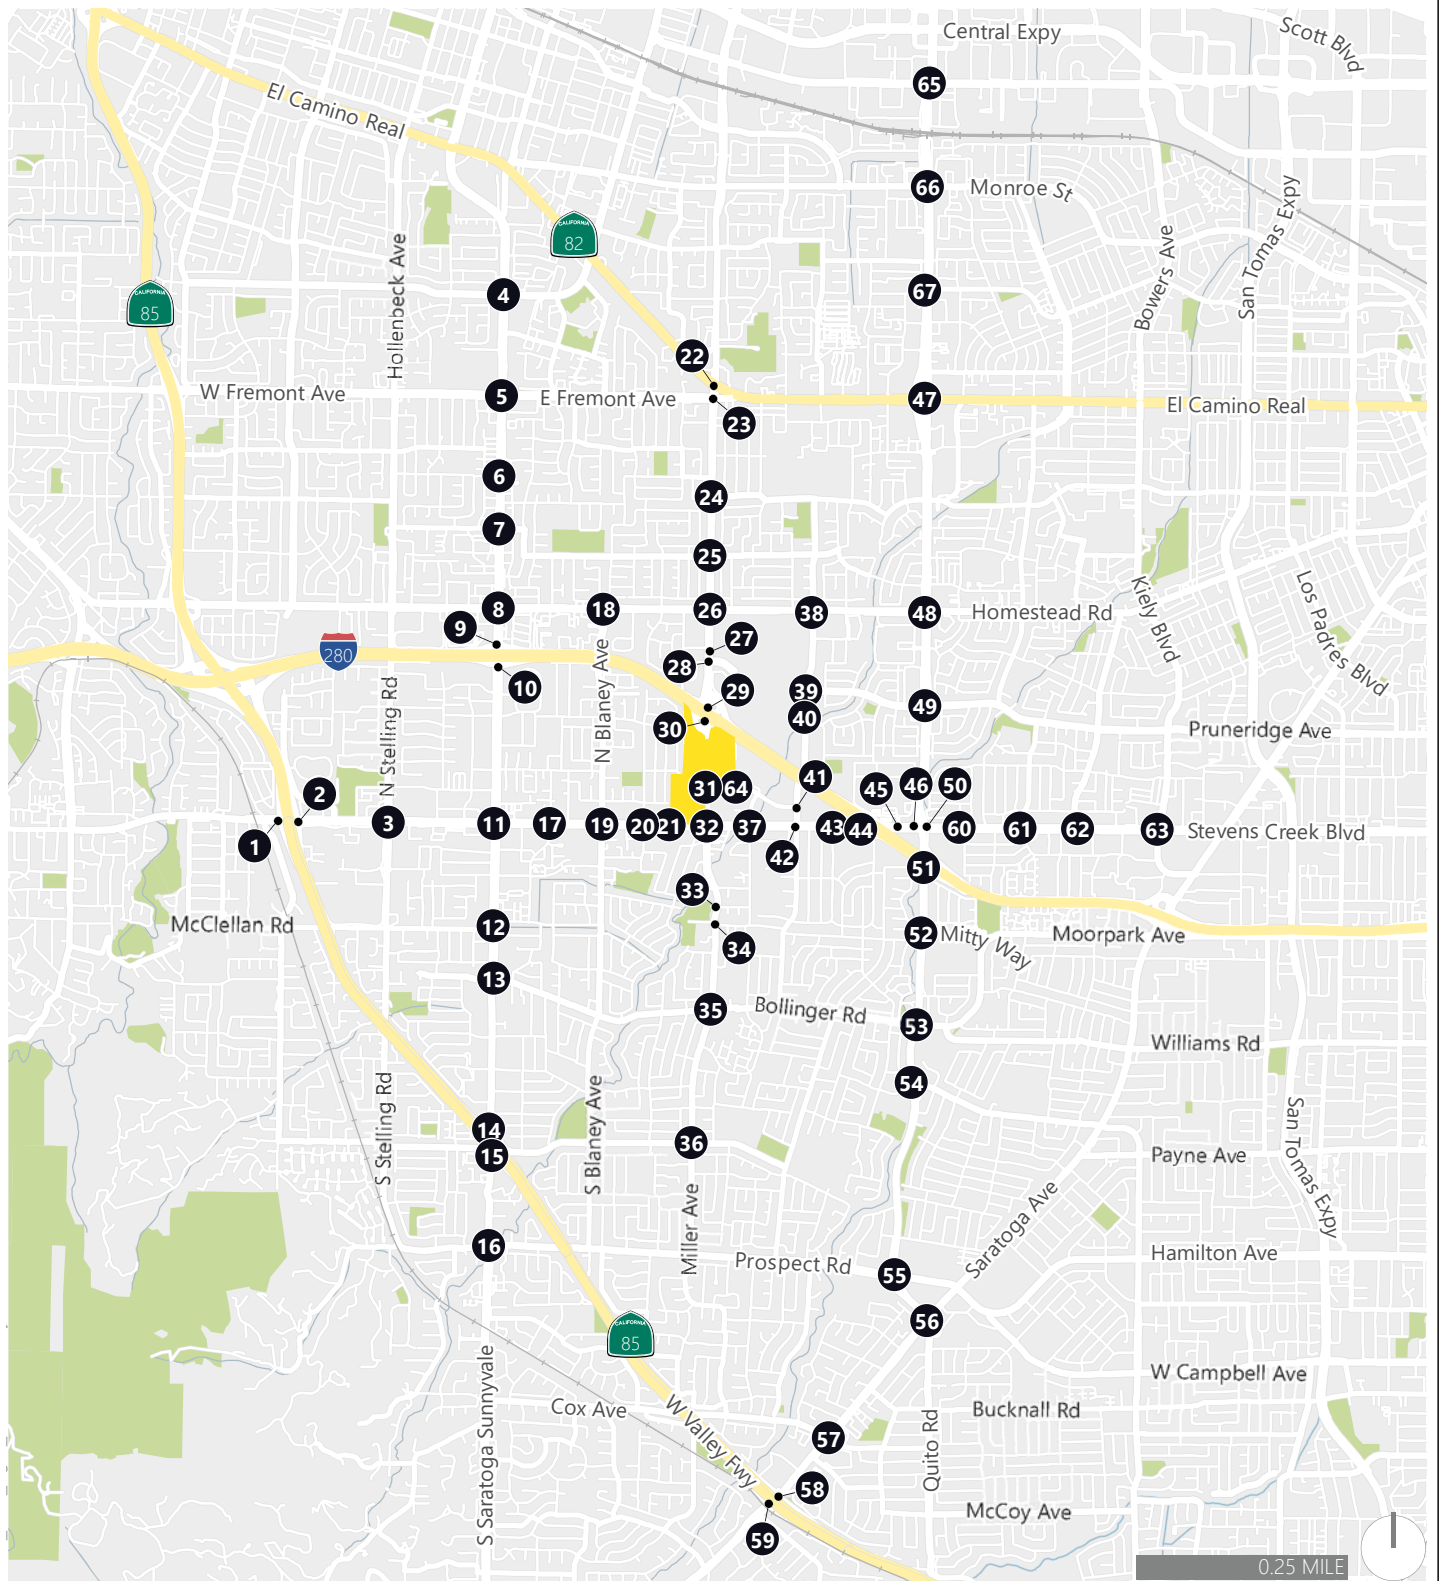 Central Expy
Scott Blvd
65
El Camino Real
66
Monroe St
CALIFORNIA
82
Hollenbeck Ave
Bowers Ave
San Tomas Expy
CALIFORNIA
85
4
67
22
W Fremont Ave
5
E Fremont Ave
47
El Camino Real
23
6
24
7
25
Kiely Blvd
Los Padres Blvd
8
18
26
38
48
Homestead Rd
9
27
280
28
10
N Stelling Rd
N Blaney Ave
29
39
49
30
40
Pruneridge Ave
41
31
64
45
46
50
2
3
11
17
19
20
21
32
37
43
44
60
61
62
63
Stevens Creek Blvd
1
42
51
33
McClellan Rd
12
52
Mitty Way
Moorpark Ave
34
13
35
Bollinger Rd
53
Williams Rd
54
S Stelling Rd
S Blaney Ave
San Tomas Expy
14
15
36
Payne Ave
Miller Ave
Saratoga Ave
16
Prospect Rd
Hamilton Ave
55
56
CALIFORNIA
85
W Campbell Ave
S Saratoga Sunnyvale
Cox Ave
W Valley Fwy
Bucknall Rd
57
Quito Rd
58
McCoy Ave
59
0.25 MILE